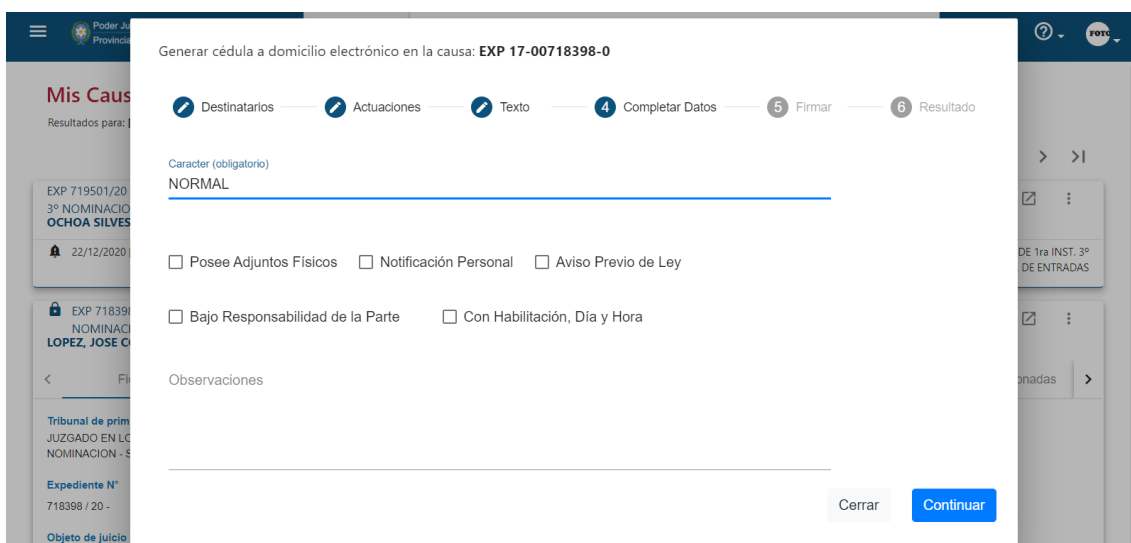 Poder Ju
Provincia
FOTO
Generar cédula a domicilio electrónico en la causa: EXP 17-00718398-0
Destinatarios
Actuaciones
Texto
4 Completar Datos
5 Firmar
6 Resultado
Mis Caus
Resultados para:
Caracter (obligatorio)
NORMAL
EXP 719501/20
3º NOMINACIO
OCHOA SILVES
22/12/2020
DE 1ra INST. 3º
DE ENTRADAS
Posee Adjuntos Físicos
Notificación Personal
Aviso Previo de Ley
Bajo Responsabilidad de la Parte
Con Habilitación, Día y Hora
EXP 71839
NOMINACI
LOPEZ, JOSE C
Observaciones
Fi
onadas
Tribunal de prim
JUZGADO EN LO
NOMINACION - S
Expediente N°
718398 / 20 -
Objeto de juicio
Cerrar
Continuar